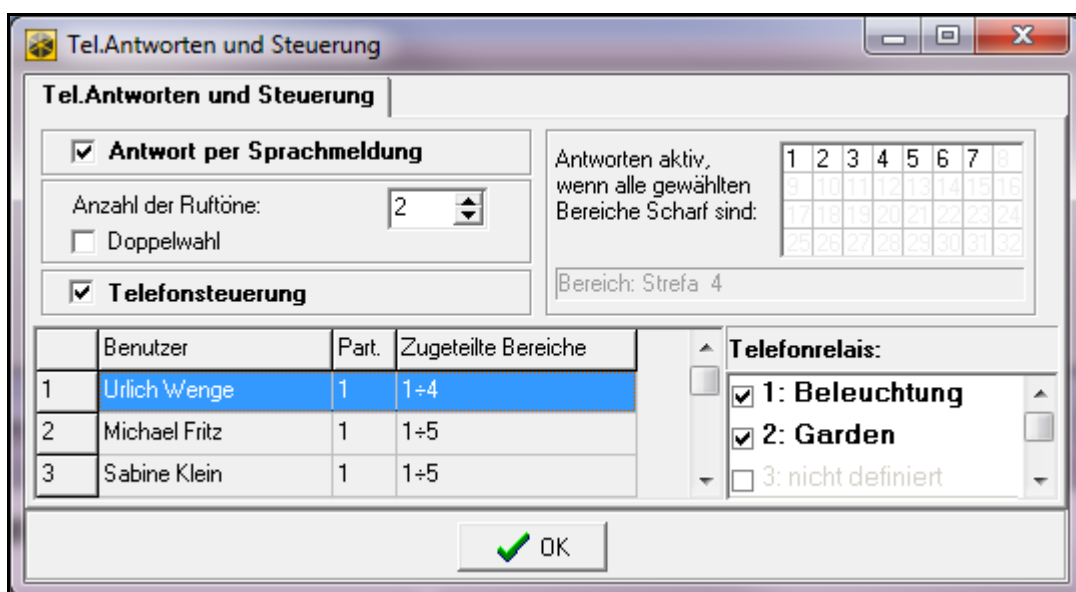 Tel.Antworten und Steuerung
Tel.Antworten und Steuerung
Antwort per Sprachmeldung
Anzahl der Ruftöne: 2
Doppelwahl
Telefonsteuerung
Antworten aktiv,
wenn alle gewählten
Bereiche Scharf sind:
1 2 3 4 5 6 7 8
9 10 11 12 13 14 15 16
17 18 19 20 21 22 23 24
25 26 27 28 29 30 31 32
Bereich: Strefa 4
Benutzer Part. Zugeteilte Bereiche
1 Urlich Wenge 1 1÷4
2 Michael Fritz 1 1÷5
3 Sabine Klein 1 1÷5
Telefonrelais:
1: Beleuchtung
2: Garden
3: nicht definiert
OK